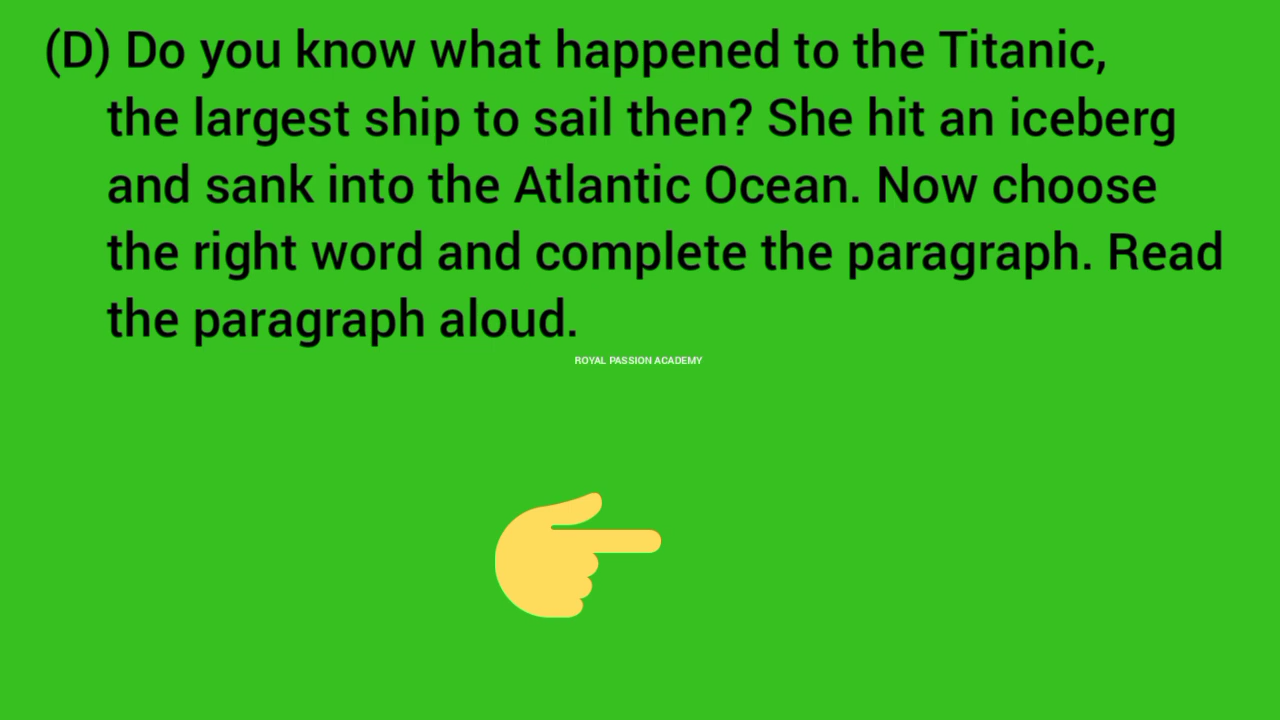 (D) Do you know what happened to the Titanic,
the largest ship to sail then? She hit an iceberg
and sank into the Atlantic Ocean. Now choose
the right word and complete the paragraph. Read
the paragraph aloud.
ROYAL PASSION ACADEMY